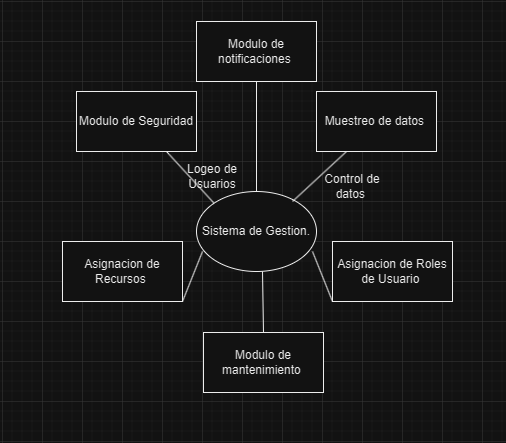 Modulo de
notificaciones
Modulo de Seguridad
Muestreo de datos
Logeo de
Usuarios
Control de
datos
Sistema de Gestion.
Asignacion de
Recursos
Asignacion de Roles
de Usuario
Modulo de
mantenimiento